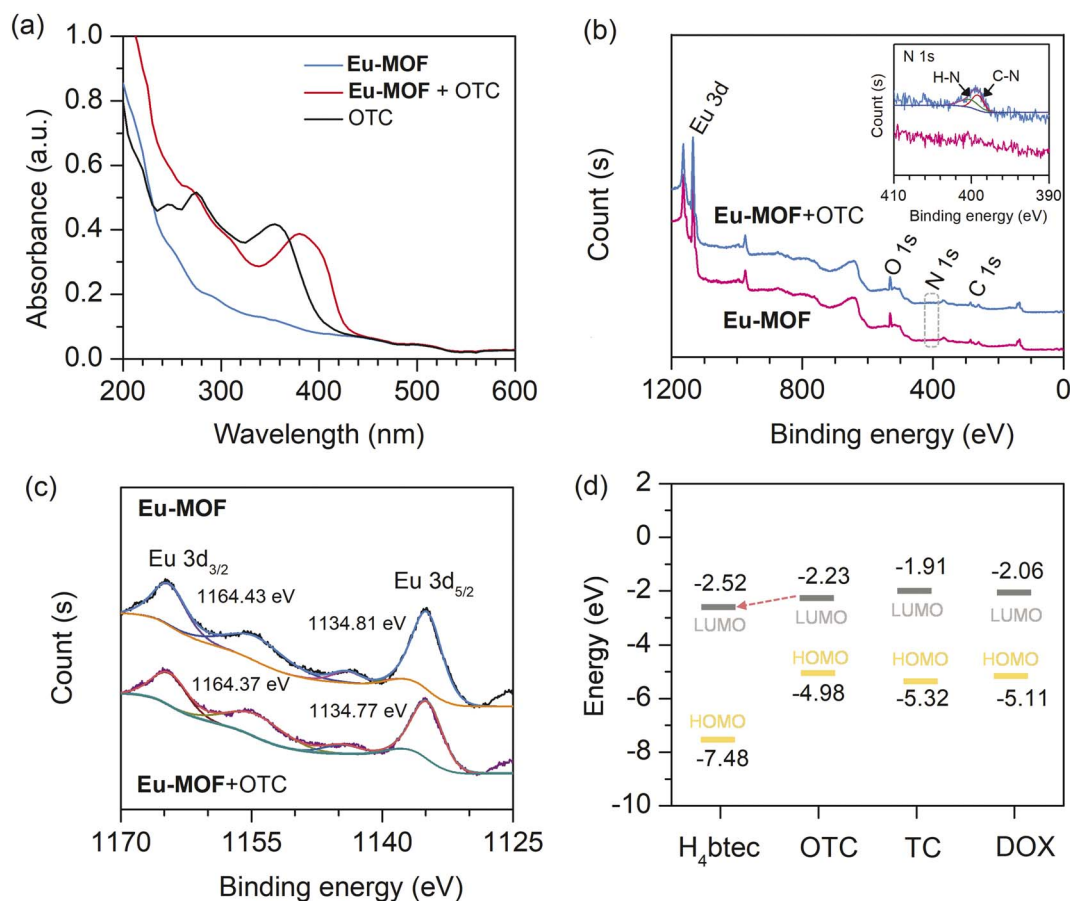 (a)
1.0
0.8
0.6
0.4
0.2
0.0
Absorbance (a.u.)
Eu-MOF
Eu-MOF + OTC
OTC
200 300 400 500 600
Wavelength (nm)
(b)
Count (s)
Eu 3d
Eu-MOF+OTC
Eu-MOF
O 1s
N 1s
C 1s
1200 800 400 0
Binding energy (eV)
N 1s
H-N
C-N
Count (s)
410 400 390
Binding energy (eV)
(c)
Eu-MOF
Eu 3d3/2
1164.43 eV
Eu 3d5/2
1134.81 eV
1164.37 eV
1134.77 eV
Eu-MOF+OTC
Count (s)
1170 1155 1140 1125
Binding energy (eV)
(d)
2
0
-2
-4
-6
-8
-10
Energy (eV)
-2.52
LUMO
HOMO
-7.48
-2.23
LUMO
HOMO
-4.98
-1.91
LUMO
HOMO
-5.32
-2.06
LUMO
HOMO
-5.11
H4btec OTC TC DOX